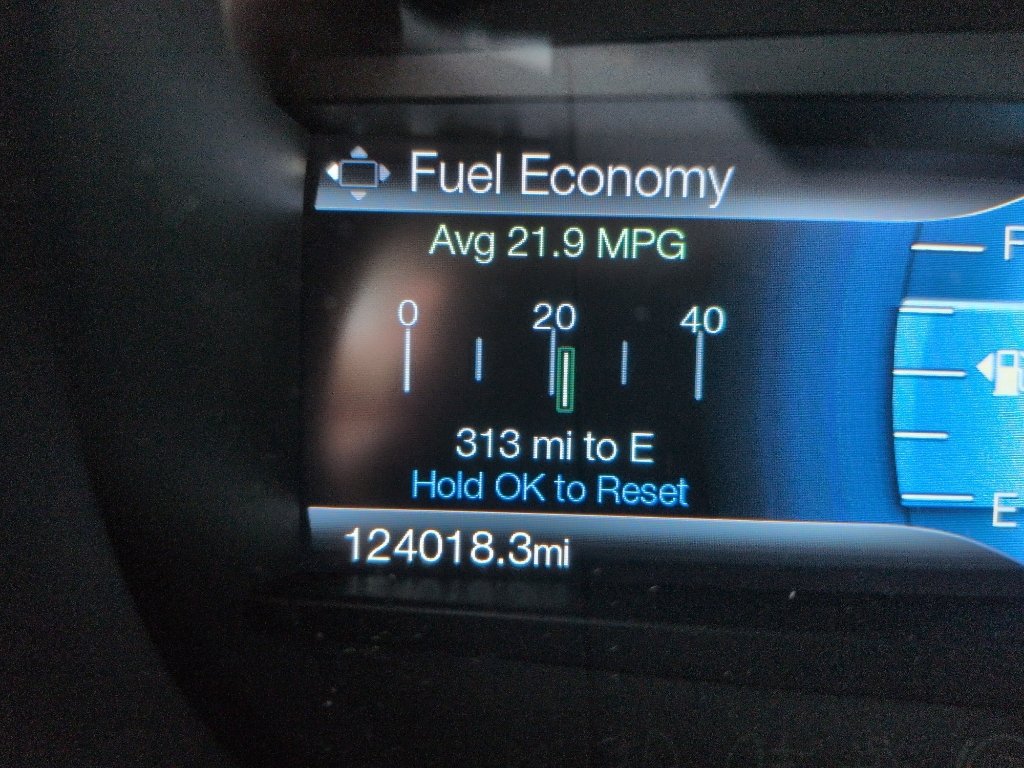 Fuel Economy
Avg 21.9 MPG
F
0 20 40
313 mi to E
Hold OK to Reset
E
124018.3mi